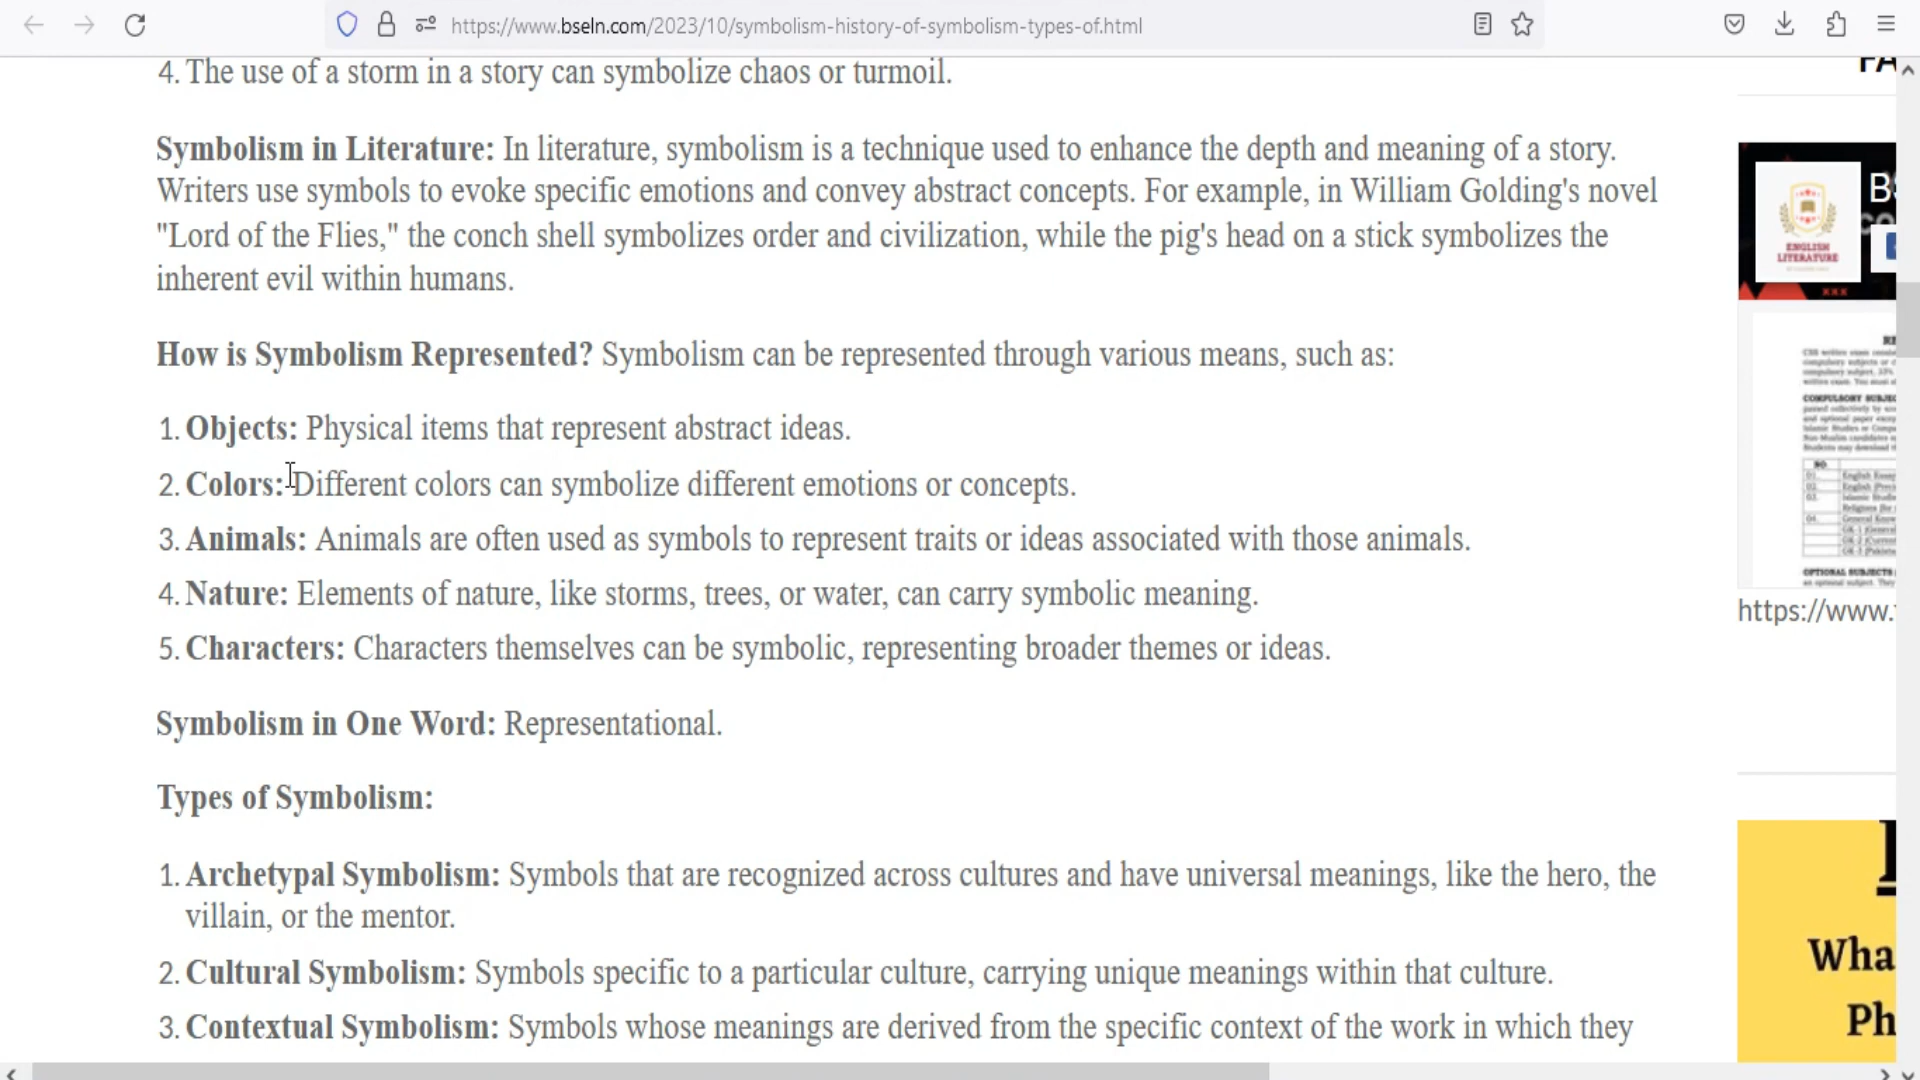 https://www.bseln.com/2023/10/symbolism-history-of-symbolism-types-of.html
4. The use of a storm in a story can symbolize chaos or turmoil.
Symbolism in Literature: In literature, symbolism is a technique used to enhance the depth and meaning of a story.
Writers use symbols to evoke specific emotions and convey abstract concepts. For example, in William Golding's novel
"Lord of the Flies," the conch shell symbolizes order and civilization, while the pig's head on a stick symbolizes the
inherent evil within humans.
How is Symbolism Represented? Symbolism can be represented through various means, such as:
1. Objects: Physical items that represent abstract ideas.
2. Colors: Different colors can symbolize different emotions or concepts.
3. Animals: Animals are often used as symbols to represent traits or ideas associated with those animals.
4. Nature: Elements of nature, like storms, trees, or water, can carry symbolic meaning.
5. Characters: Characters themselves can be symbolic, representing broader themes or ideas.
Symbolism in One Word: Representational.
Types of Symbolism:
1. Archetypal Symbolism: Symbols that are recognized across cultures and have universal meanings, like the hero, the
villain, or the mentor.
2. Cultural Symbolism: Symbols specific to a particular culture, carrying unique meanings within that culture.
3. Contextual Symbolism: Symbols whose meanings are derived from the specific context of the work in which they
ENGLISH
LITERATURE
COMPULSORY
OPTIONAL SUBJECTS
https://www.
Wha
Ph